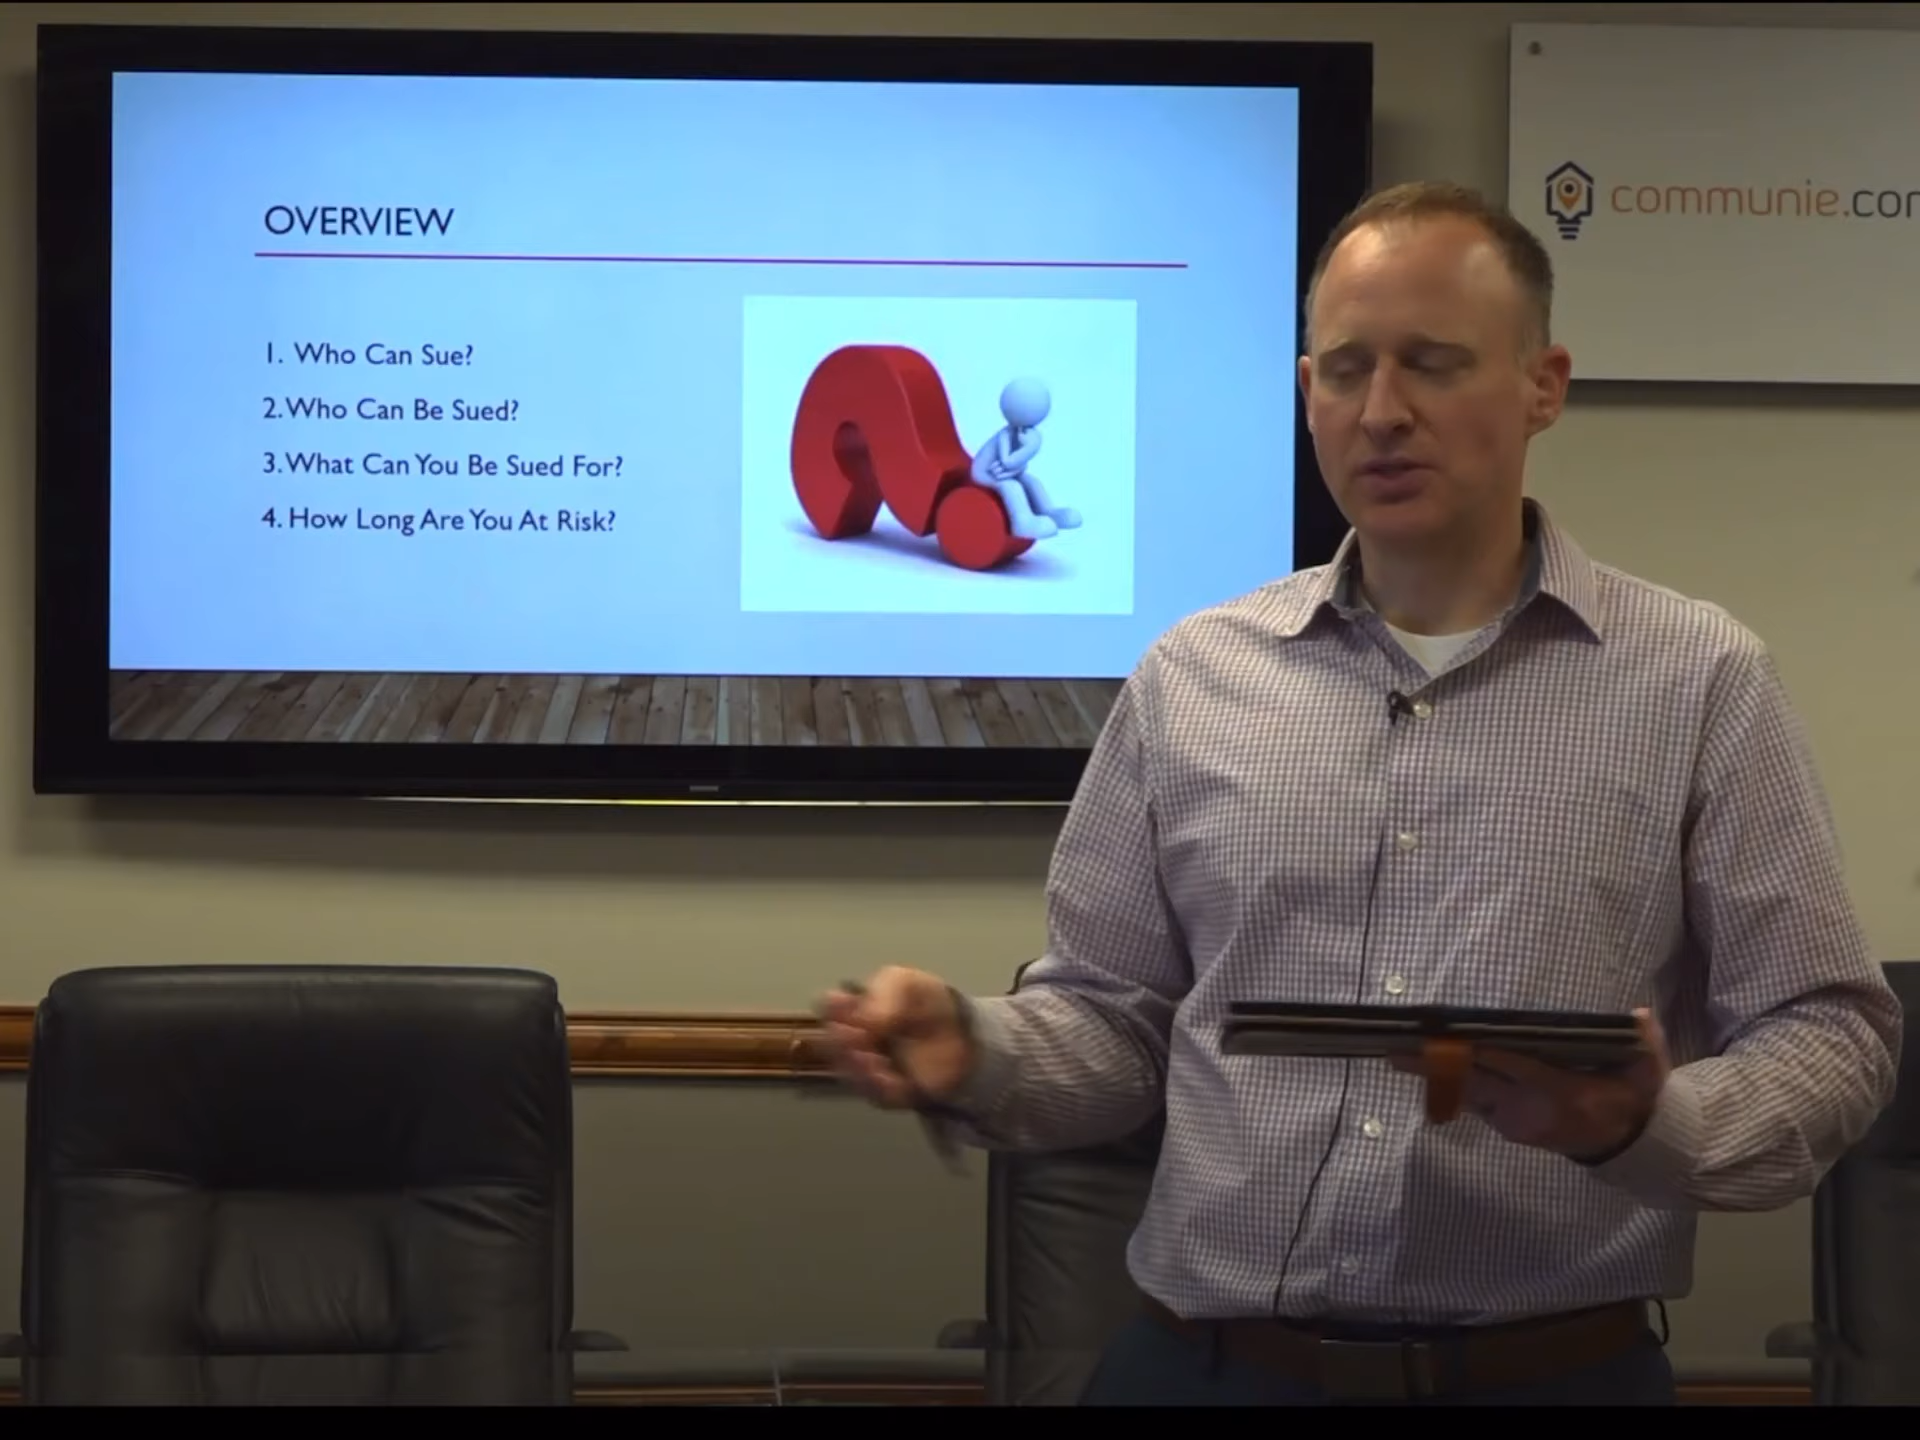 OVERVIEW
1. Who Can Sue?
2. Who Can Be Sued?
3. What Can You Be Sued For?
4. How Long Are You At Risk?
communie.com